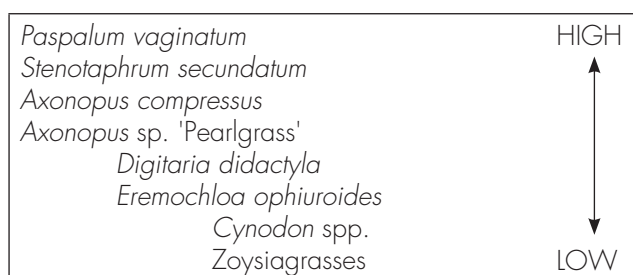 Paspalum vaginatum HIGH
Stenotaphrum secundatum
Axonopus compressus
Axonopus sp. 'Pearlgrass'
Digitaria didactyla
Eremochloa ophiuroides
Cynodon spp.
Zoysiagrasses LOW